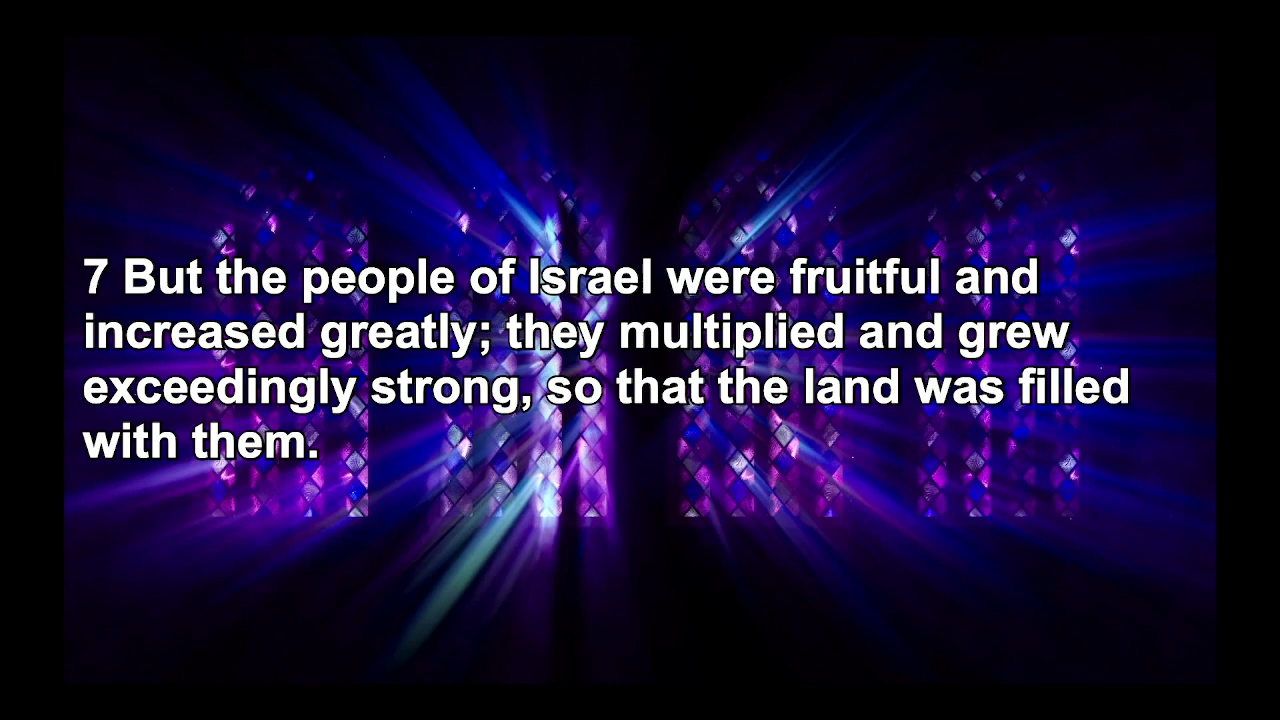 7 But the people of Israel were fruitful and
increased greatly; they multiplied and grew
exceedingly strong, so that the land was filled
with them.